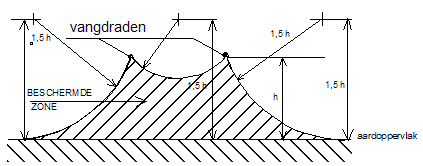 vangdraden
1,5 h
1,5 h
BESCHERMDE
ZONE
1,5 h
h
1,5 h
aardoppervlak